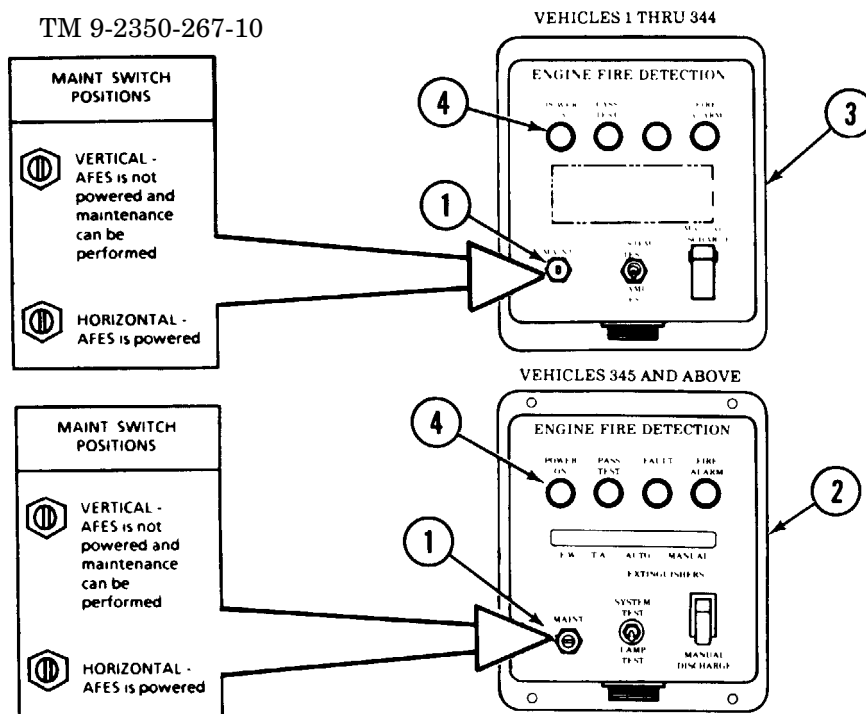 TM 9-2350-267-10
VEHICLES 1 THRU 344
MAINT SWITCH
POSITIONS
VERTICAL -
AFES is not
powered and
maintenance
can be
performed
HORIZONTAL -
AFES is powered
ENGINE FIRE DETECTION
4
TEST
FIRE
3
1
MAINT
VEHICLES 345 AND ABOVE
MAINT SWITCH
POSITIONS
VERTICAL -
AFES is not
powered and
maintenance
can be
performed
HORIZONTAL -
AFES is powered
ENGINE FIRE DETECTION
4
POWER
ON
PASS
TEST
FAULT
FIRE
ALARM
2
F.W. T.A. AUTO MANUAL
EXTINGUISHERS
1
MAINT
SYSTEM
TEST
LAMP
TEST
MANUAL
DISCHARGE